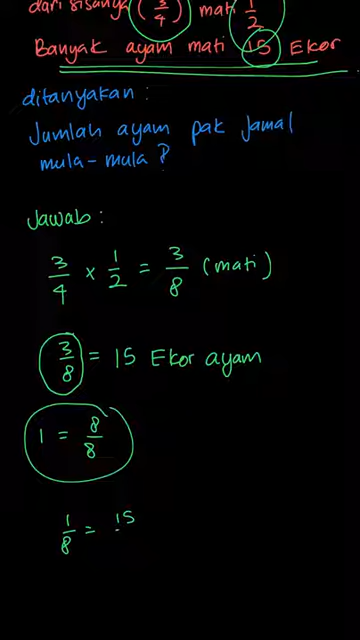 dari sisanya (3/4) mati 1/2
Banyak ayam mati 15 Ekor
ditanyakan :
Jumlah ayam pak jamal
mula-mula ?
Jawab :
3/4 x 1/2 = 3/8 (mati)
3/8 = 15 Ekor ayam
1 = 8/8
1/8 = 15